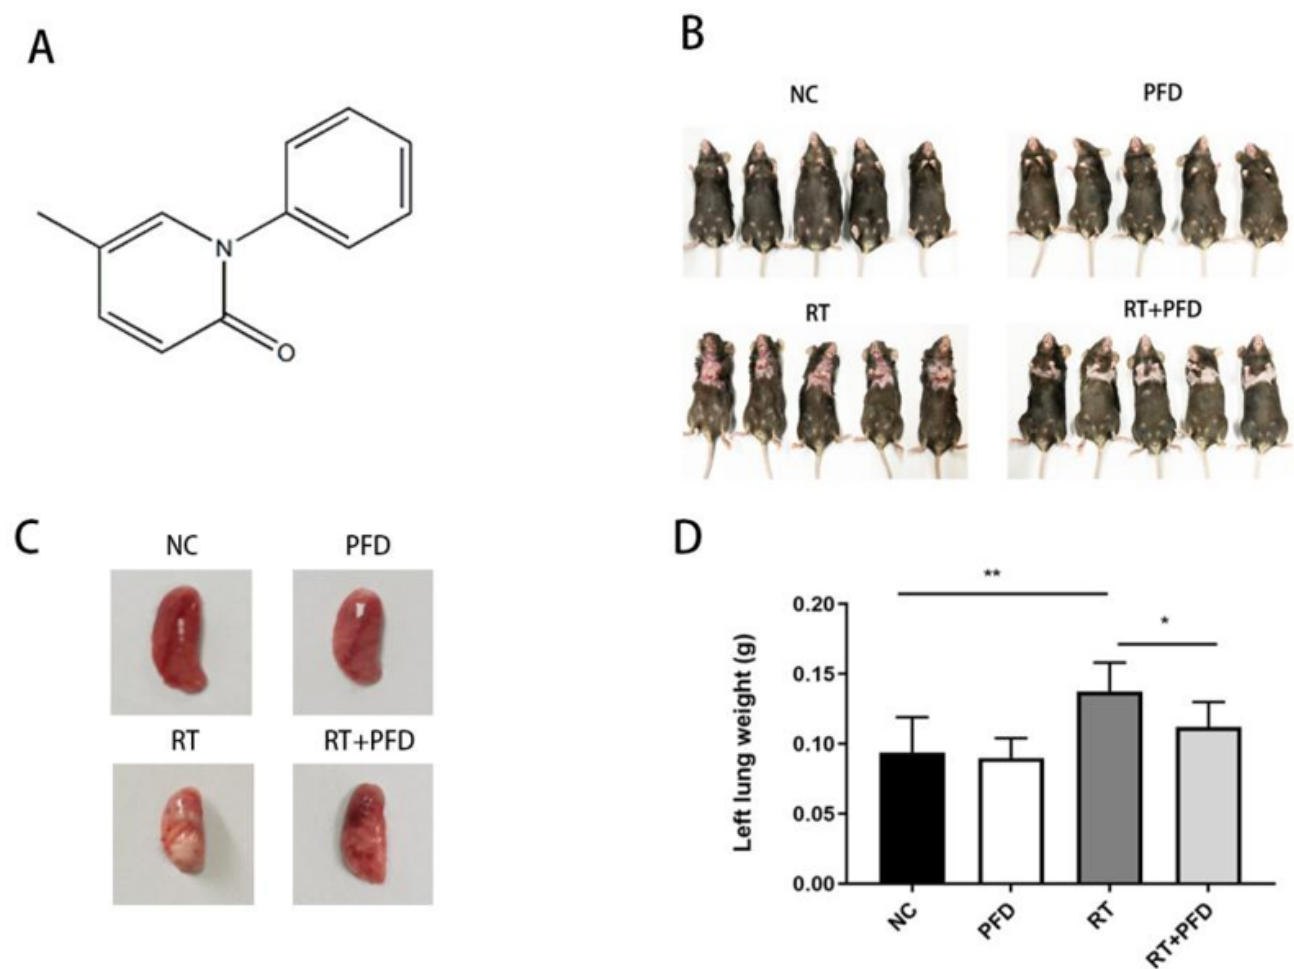 A
N
O
B
NC
PFD
RT
RT+PFD
C
NC
PFD
RT
RT+PFD
D
**
*
Left lung weight (g)
0.20
0.15
0.10
0.05
0.00
NC
PFD
RT
RT+PFD